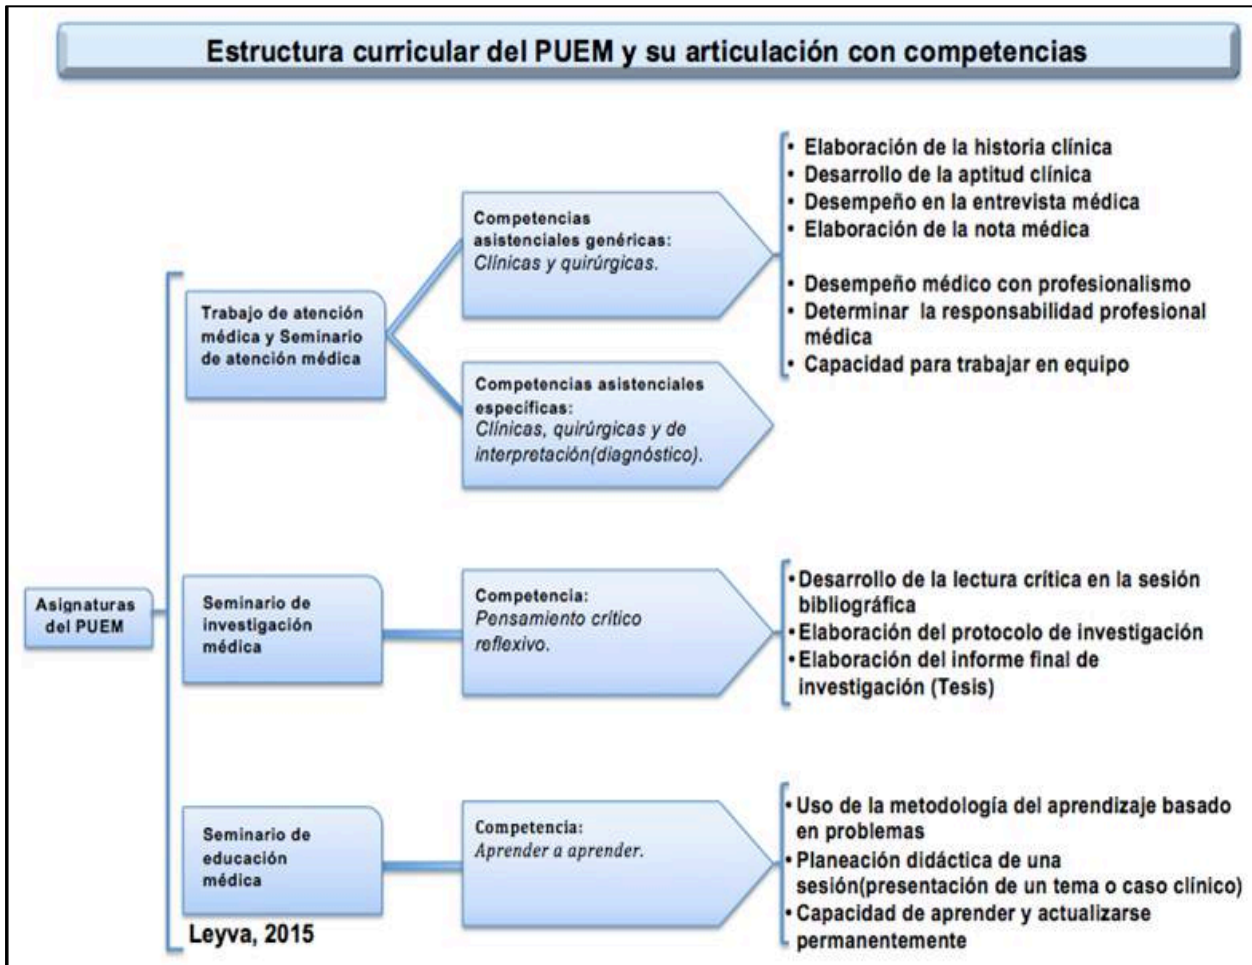 Estructura curricular del PUEM y su articulación con competencias
Asignaturas
del PUEM
Trabajo de atención
médica y Seminario
de atención médica
Competencias
asistenciales genéricas:
Clínicas y quirúrgicas.
• Elaboración de la historia clínica
• Desarrollo de la aptitud clínica
• Desempeño en la entrevista médica
• Elaboración de la nota médica
• Desempeño médico con profesionalismo
• Determinar la responsabilidad profesional
médica
• Capacidad para trabajar en equipo
Competencias asistenciales
específicas:
Clínicas, quirúrgicas y de
interpretación(diagnóstico).
Seminario de
investigación
médica
Competencia:
Pensamiento crítico
reflexivo.
• Desarrollo de la lectura crítica en la sesión
bibliográfica
• Elaboración del protocolo de investigación
• Elaboración del informe final de
investigación (Tesis)
Seminario de
educación
médica
Competencia:
Aprender a aprender.
• Uso de la metodología del aprendizaje basado
en problemas
• Planeación didáctica de una
sesión(presentación de un tema o caso clínico)
• Capacidad de aprender y actualizarse
permanentemente
Leyva, 2015